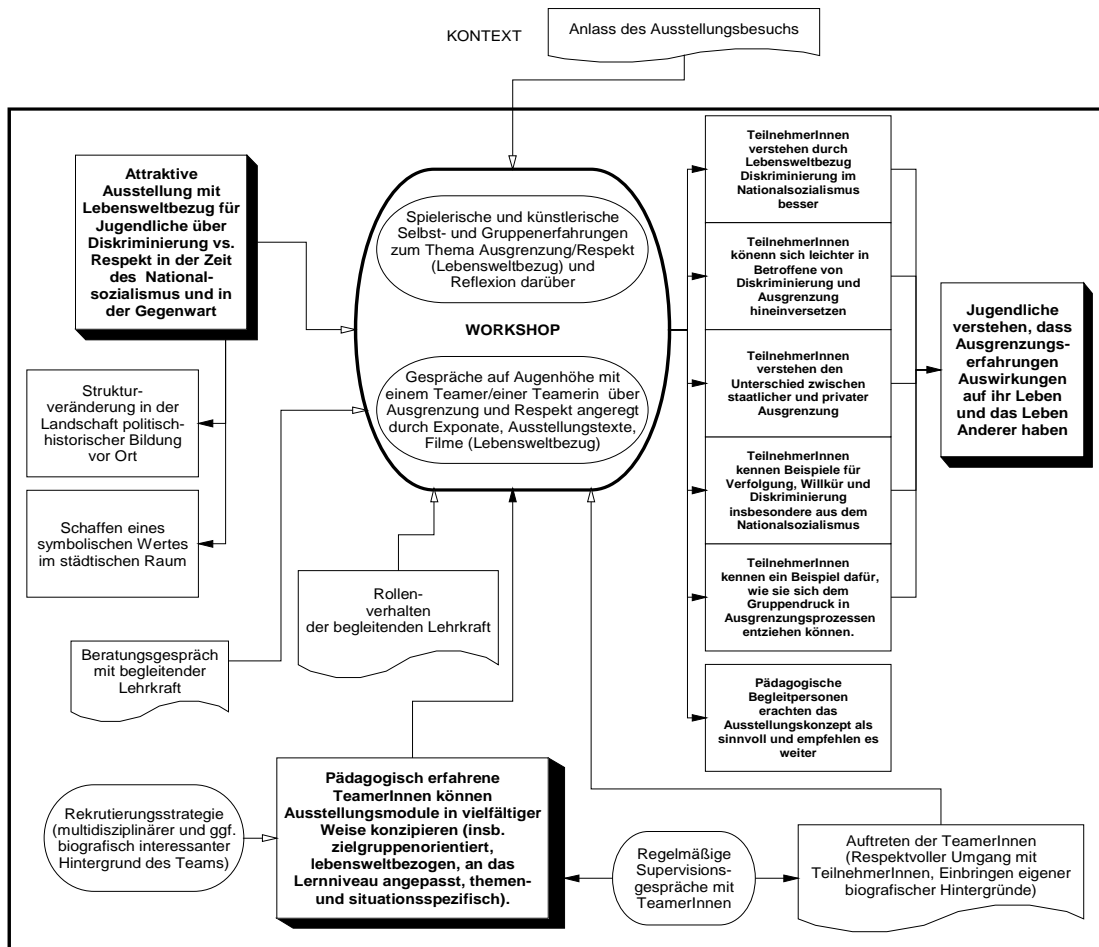 KONTEXT
Anlass des Ausstellungsbesuchs
Attraktive
Ausstellung mit
Lebensweltbezug für
Jugendliche über
Diskriminierung vs.
Respekt in der Zeit
des National-
sozialismus und in
der Gegenwart
Struktur-
veränderung in der
Landschaft politisch-
historischer Bildung
vor Ort
Schaffen eines
symbolischen Wertes
im städtischen Raum
Beratungsgespräch
mit begleitender
Lehrkraft
Spielerische und künstlerische
Selbst- und Gruppenerfahrungen
zum Thema Ausgrenzung/Respekt
(Lebensweltbezug) und
Reflexion darüber
WORKSHOP
Gespräche auf Augenhöhe mit
einem Teamer/einer Teamerin über
Ausgrenzung und Respekt angeregt
durch Exponate, Ausstellungstexte,
Filme (Lebensweltbezug)
Rollen-
verhalten
der begleitenden Lehrkraft
TeilnehmerInnen
verstehen durch
Lebensweltbezug
Diskriminierung im
Nationalsozialismus
besser
TeilnehmerInnen
könenn sich leichter in
Betroffene von
Diskriminierung und
Ausgrenzung
hineinversetzen
TeilnehmerInnen
verstehen den
Unterschied zwischen
staatlicher und privater
Ausgrenzung
TeilnehmerInnen
kennen Beispiele für
Verfolgung, Willkür und
Diskriminierung
insbesondere aus dem
Nationalsozialismus
TeilnehmerInnen
kennen ein Beispiel dafür,
wie sie sich dem
Gruppendruck in
Ausgrenzungsprozessen
entziehen können.
Pädagogische
Begleitpersonen
erachten das
Ausstellungskonzept als
sinnvoll und empfehlen es
weiter
Jugendliche
verstehen, dass
Ausgrenzungs-
erfahrungen
Auswirkungen
auf ihr Leben
und das Leben
Anderer haben
Rekrutierungsstrategie
(multidisziplinärer und ggf.
biografisch interessanter
Hintergrund des Teams)
Pädagogisch erfahrene
TeamerInnen können
Ausstellungsmodule in vielfältiger
Weise konzipieren (insb.
zielgruppenorientiert,
lebensweltbezogen, an das
Lernniveau angepasst, themen-
und situationsspezifisch).
Regelmäßige
Supervisions-
gespräche mit
TeamerInnen
Auftreten der TeamerInnen
(Respektvoller Umgang mit
TeilnehmerInnen, Einbringen eigener
biografischer Hintergründe)